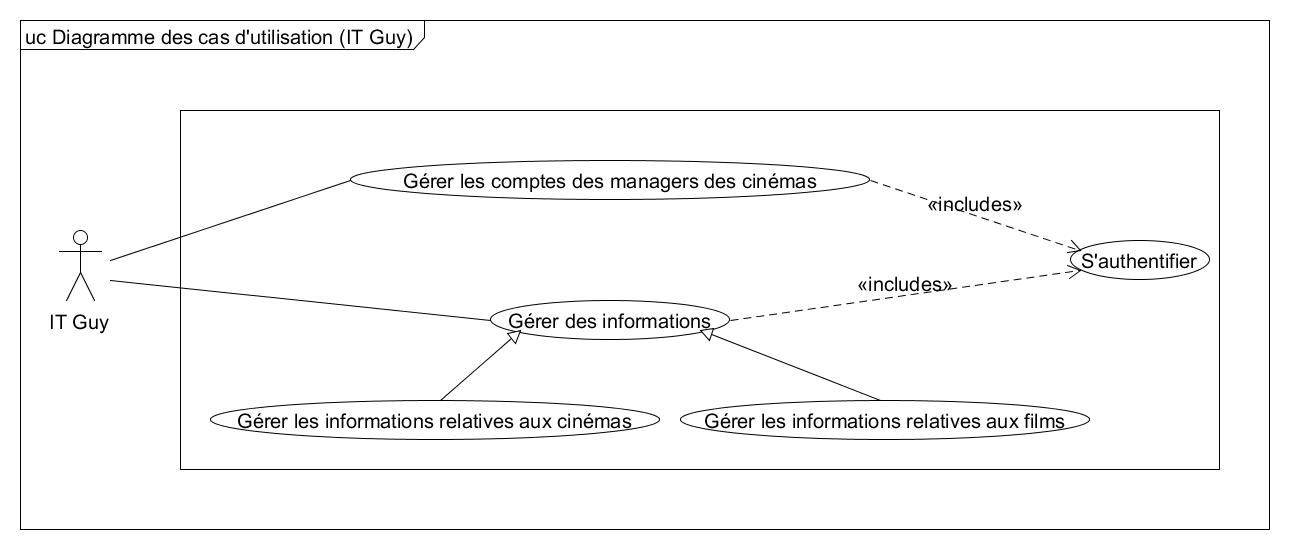 uc Diagramme des cas d'utilisation (IT Guy)
Gérer les comptes des managers des cinémas
«includes»
S'authentifier
«includes»
IT Guy
Gérer des informations
Gérer les informations relatives aux cinémas
Gérer les informations relatives aux films